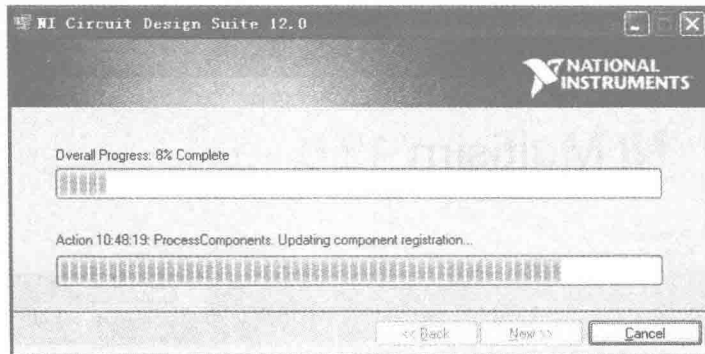 NI Circuit Design Suite 12.0
NATIONAL
INSTRUMENTS
Overall Progress: 8% Complete
Action 10:48:19: ProcessComponents. Updating component registration...
<< Back
Next >>
Cancel